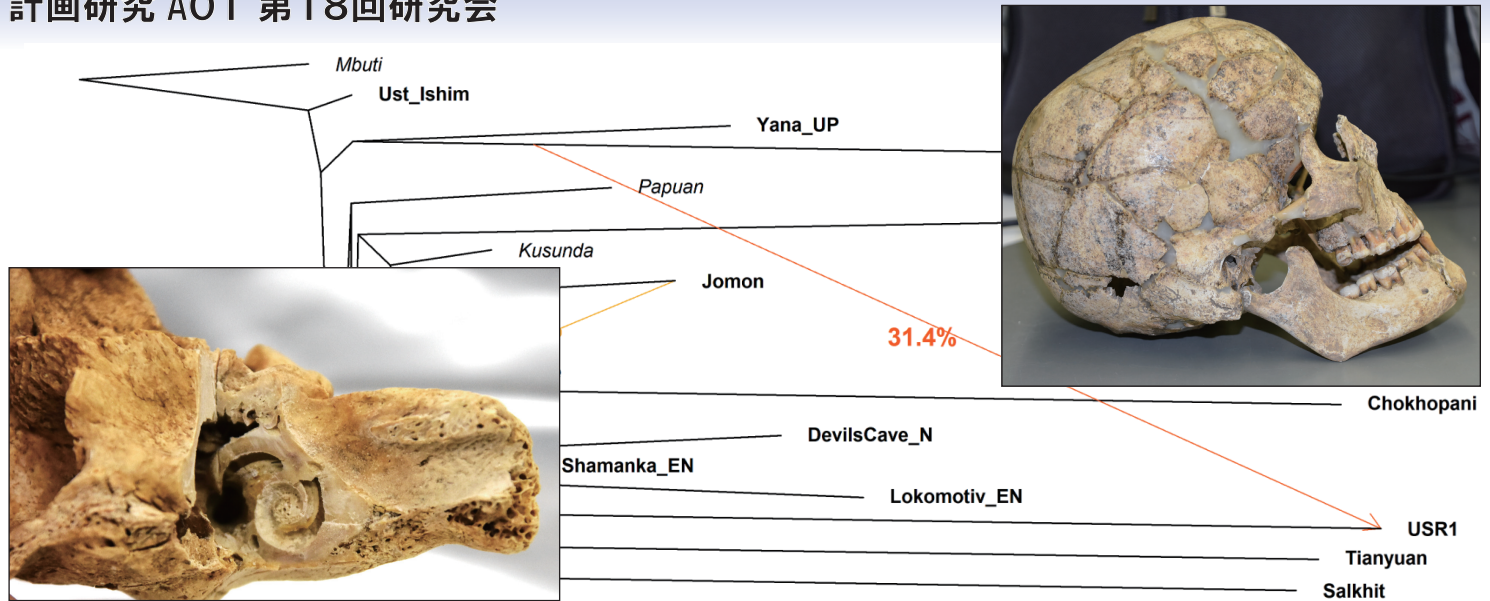 計画研究 A01 第18回研究会
Mbuti
Ust_Ishim
Yana_UP
Papuan
Kusunda
Jomon
31.4%
Chokhopani
DevilsCave_N
Shamanka_EN
Lokomotiv_EN
USR1
Tianyuan
Salkhit